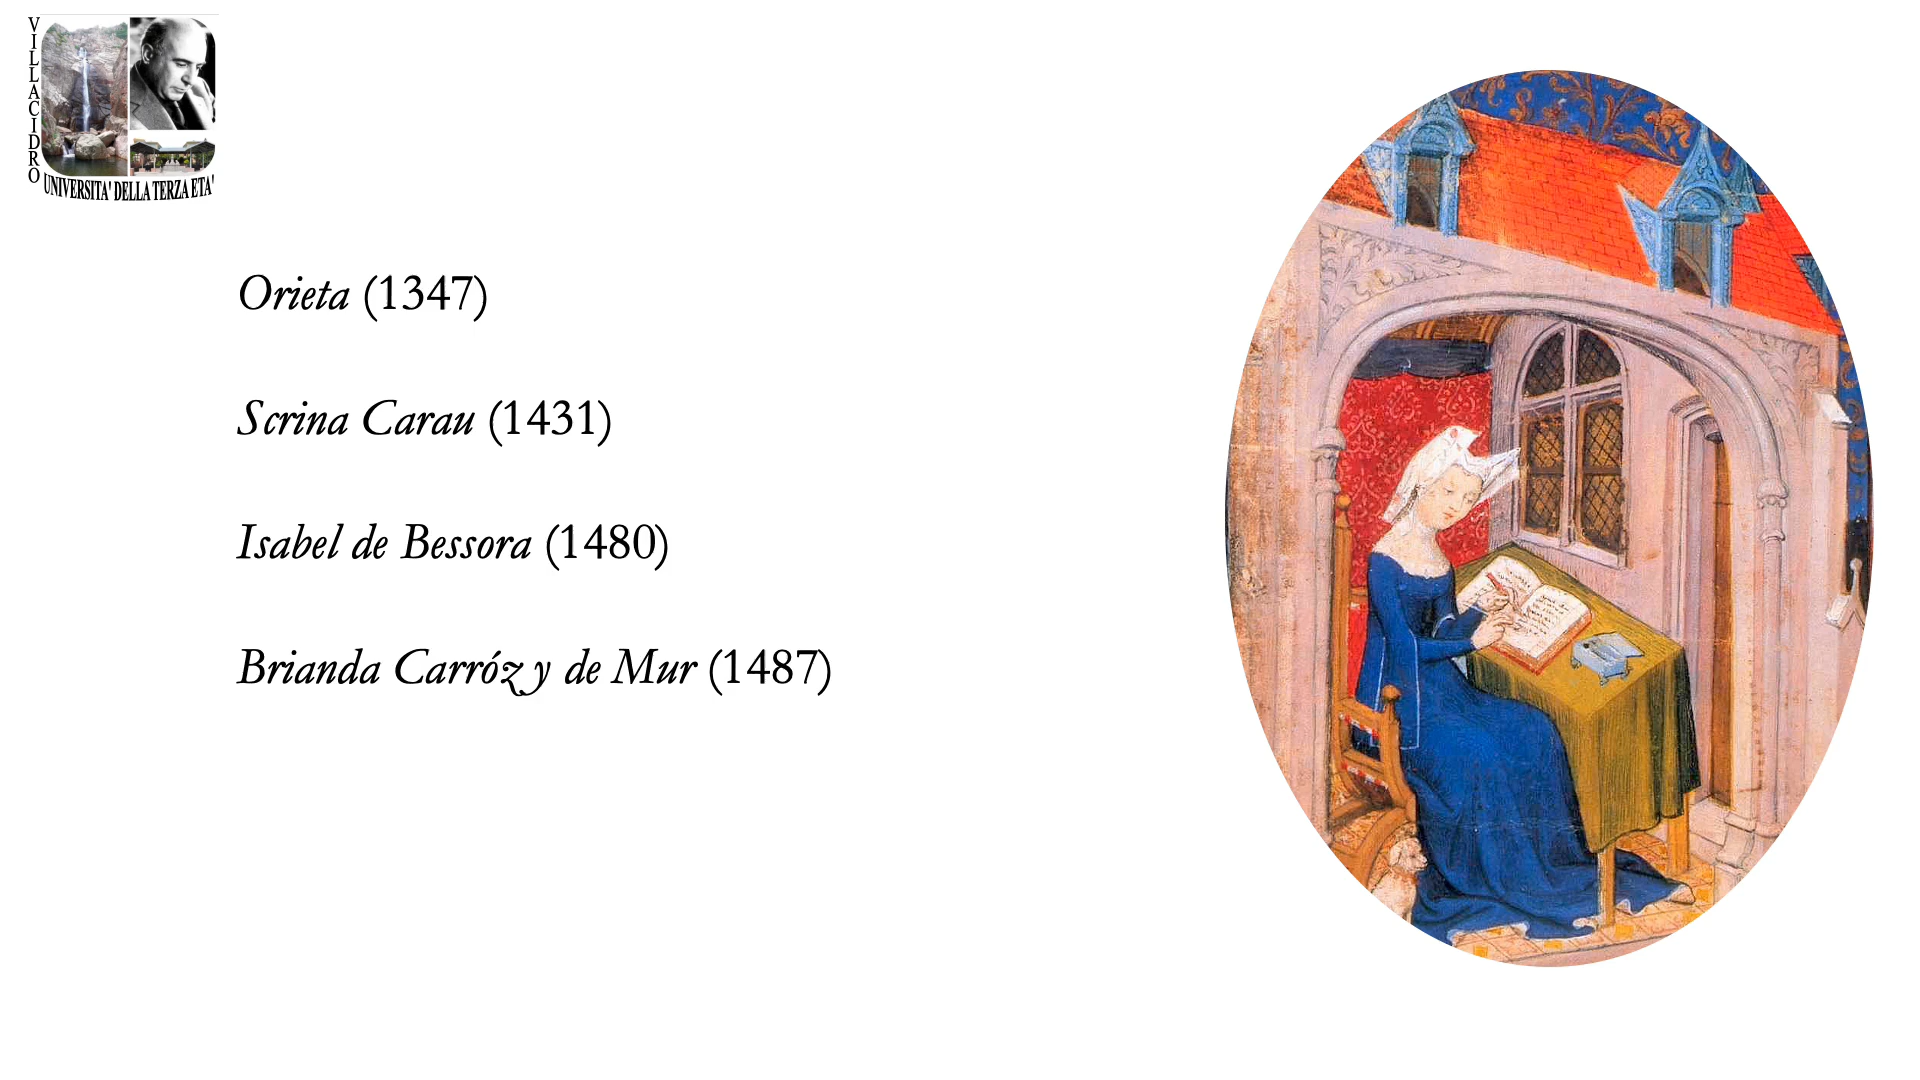 VILLACIDRO
UNIVERSITA' DELLA TERZA ETA'
Orieta (1347)
Scrina Carau (1431)
Isabel de Bessora (1480)
Brianda Carróz y de Mur (1487)